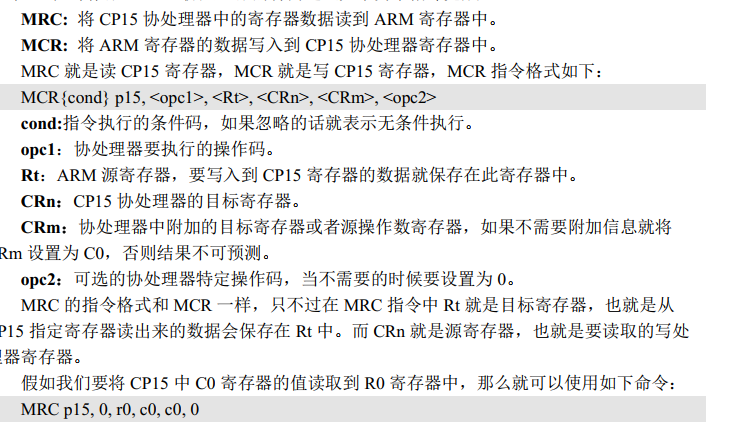 MRC: 将 CP15 协处理器中的寄存器数据读到 ARM 寄存器中。
MCR: 将 ARM 寄存器的数据写入到 CP15 协处理器寄存器中。
MRC 就是读 CP15 寄存器，MCR 就是写 CP15 寄存器，MCR 指令格式如下：
MCR{cond} p15, <opc1>, <Rt>, <CRn>, <CRm>, <opc2>
cond:指令执行的条件码，如果忽略的话就表示无条件执行。
opc1：协处理器要执行的操作码。
Rt：ARM 源寄存器，要写入到 CP15 寄存器的数据就保存在此寄存器中。
CRn：CP15 协处理器的目标寄存器。
CRm：协处理器中附加的目标寄存器或者源操作数寄存器，如果不需要附加信息就将
Rm 设置为 C0，否则结果不可预测。
opc2：可选的协处理器特定操作码，当不需要的时候要设置为 0。
MRC 的指令格式和 MCR 一样，只不过在 MRC 指令中 Rt 就是目标寄存器，也就是从
P15 指定寄存器读出来的数据会保存在 Rt 中。而 CRn 就是源寄存器，也就是要读取的写处
理器寄存器。
假如我们要将 CP15 中 C0 寄存器的值读取到 R0 寄存器中，那么就可以使用如下命令：
MRC p15, 0, r0, c0, c0, 0